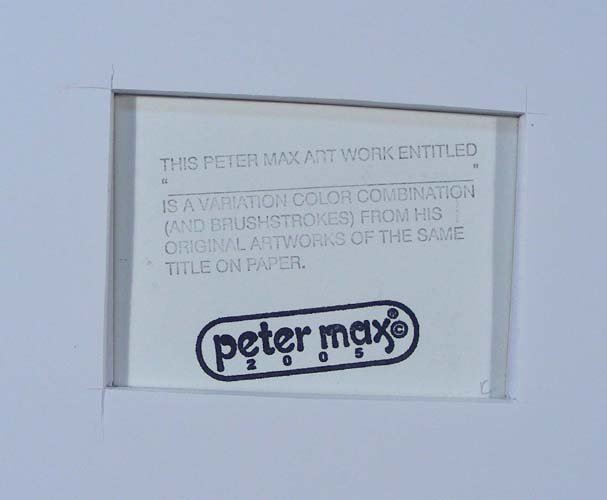 THIS PETER MAX ART WORK ENTITLED
“ ”
IS A VARIATION COLOR COMBINATION
(AND BRUSHSTROKES) FROM HIS
ORIGINAL ARTWORKS OF THE SAME
TITLE ON PAPER.
peter max®©
2005